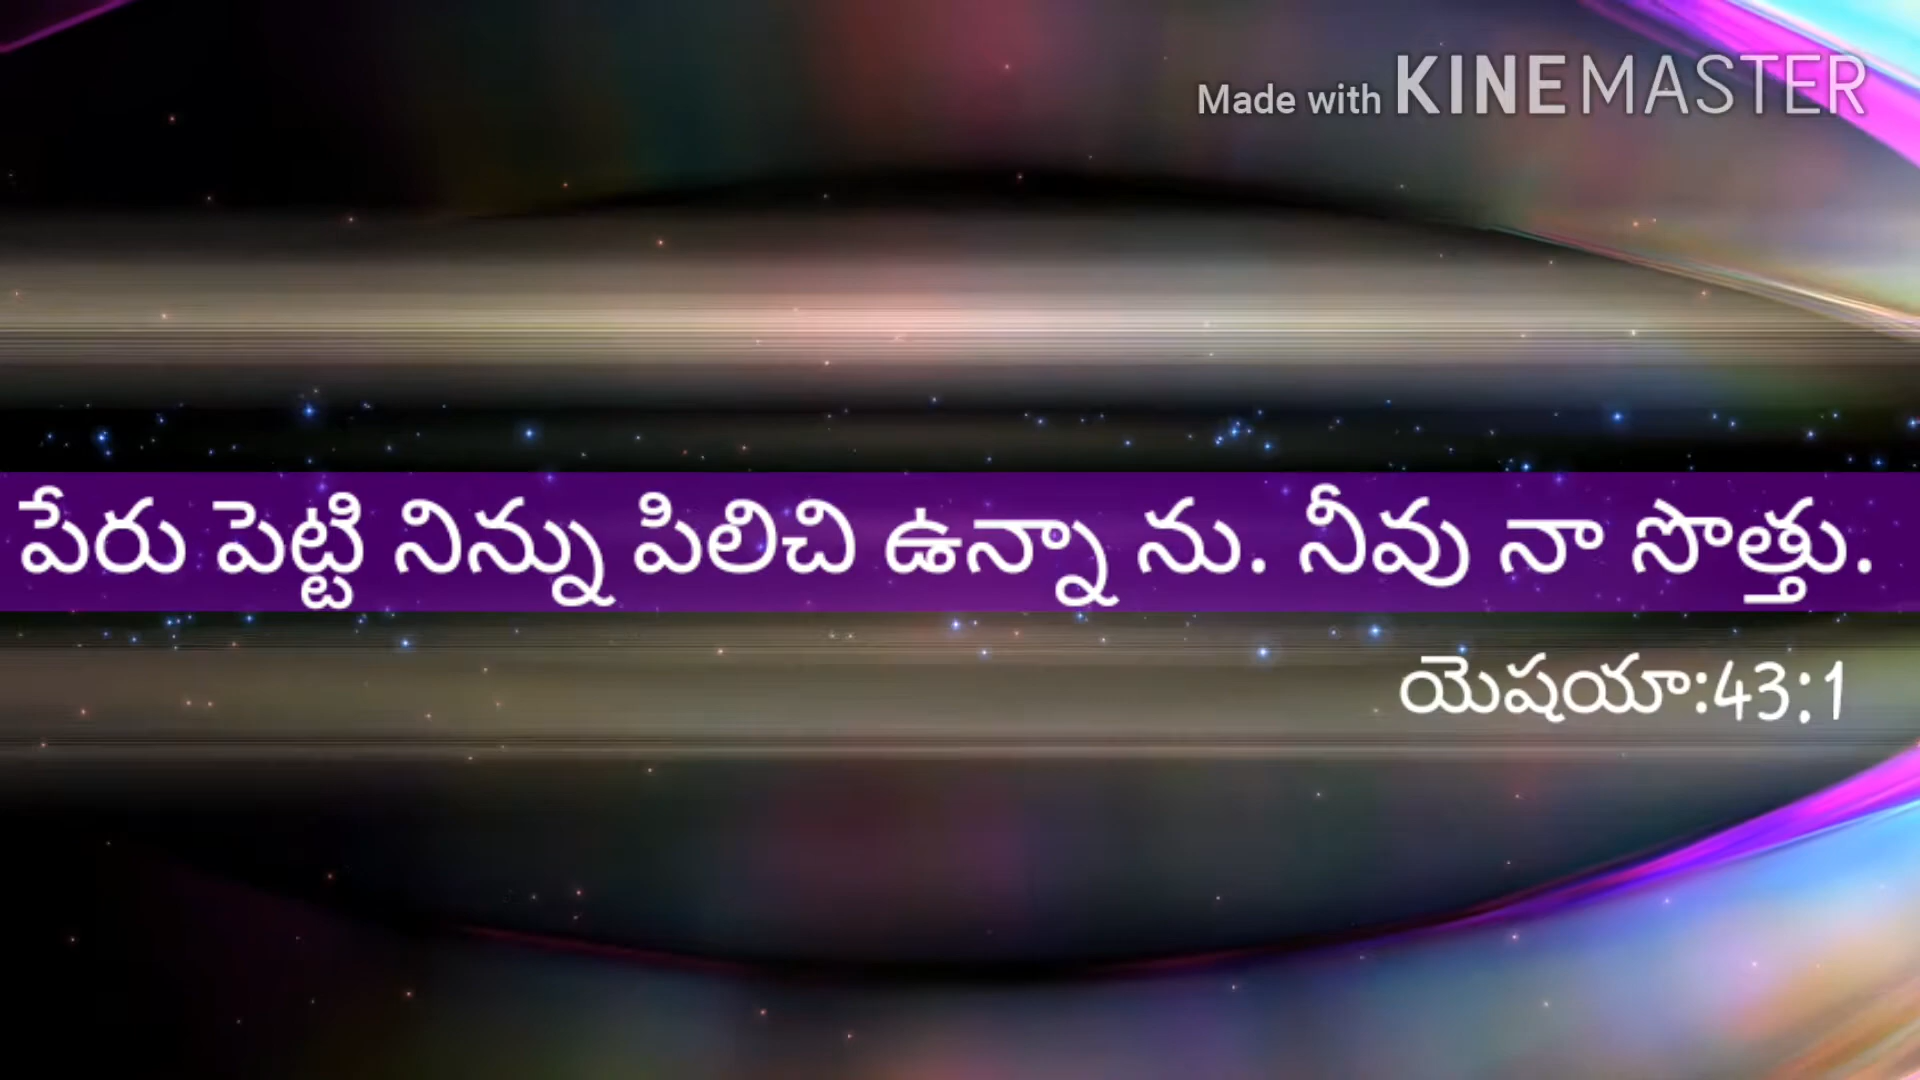 Made with KINEMASTER
పేరు పెట్టి నిన్ను పిలిచి ఉన్నా ను. నీవు నా సొత్తు.
యెషయా:43:1